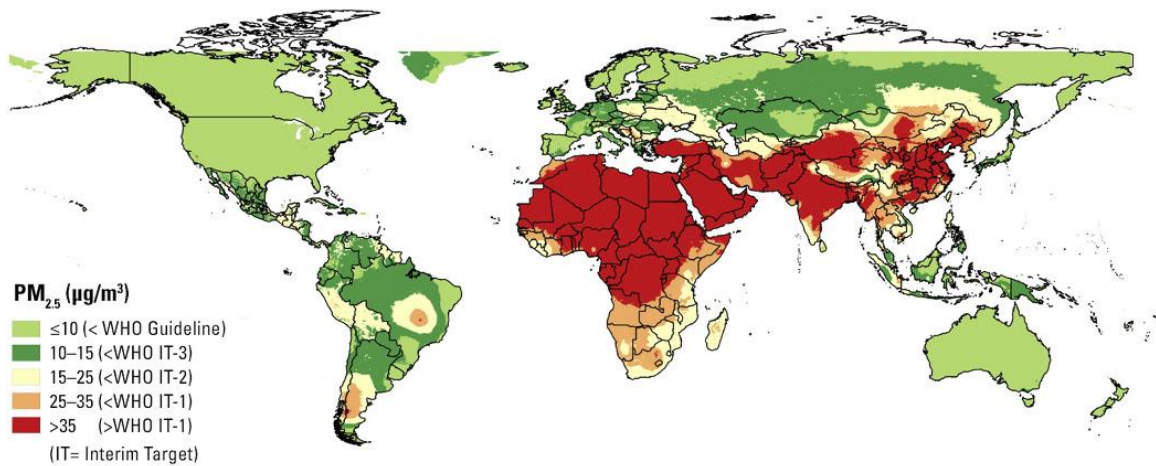 PM2.5 (μg/m³)
≤10 (< WHO Guideline)
10–15 (<WHO IT-3)
15–25 (<WHO IT-2)
25–35 (<WHO IT-1)
>35 (>WHO IT-1)
(IT= Interim Target)